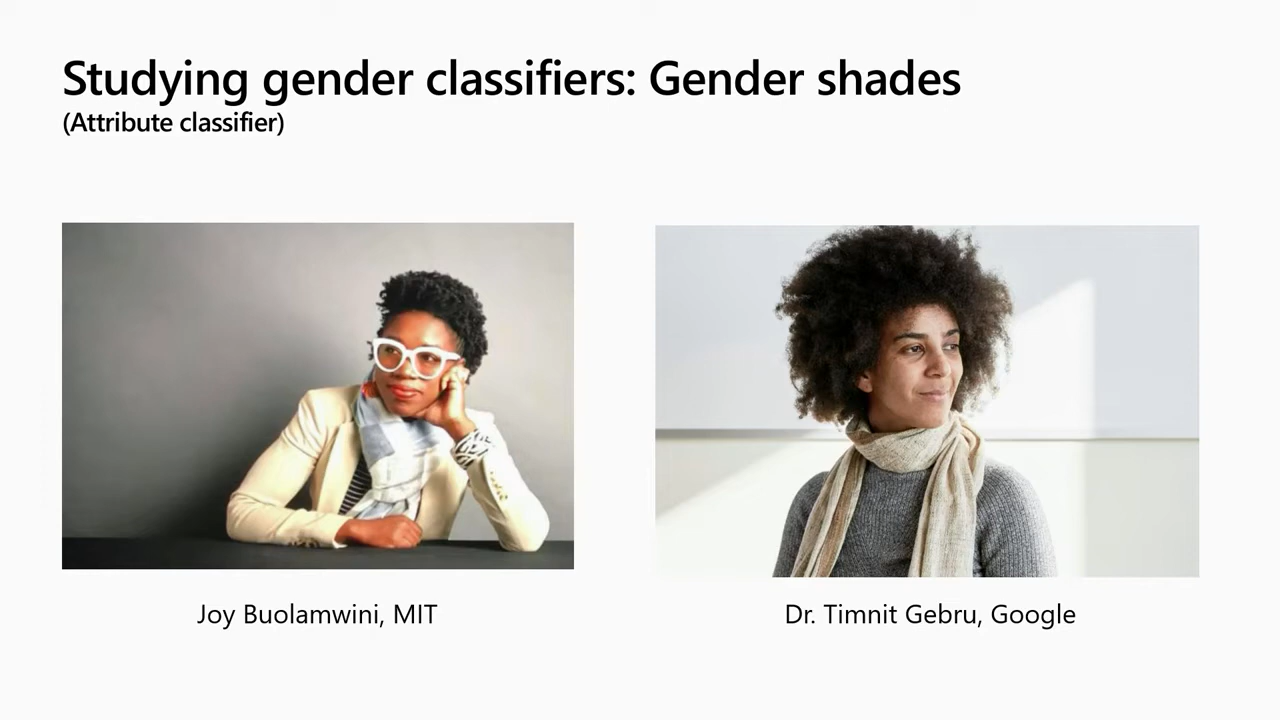 Studying gender classifiers: Gender shades
(Attribute classifier)
Joy Buolamwini, MIT
Dr. Timnit Gebru, Google